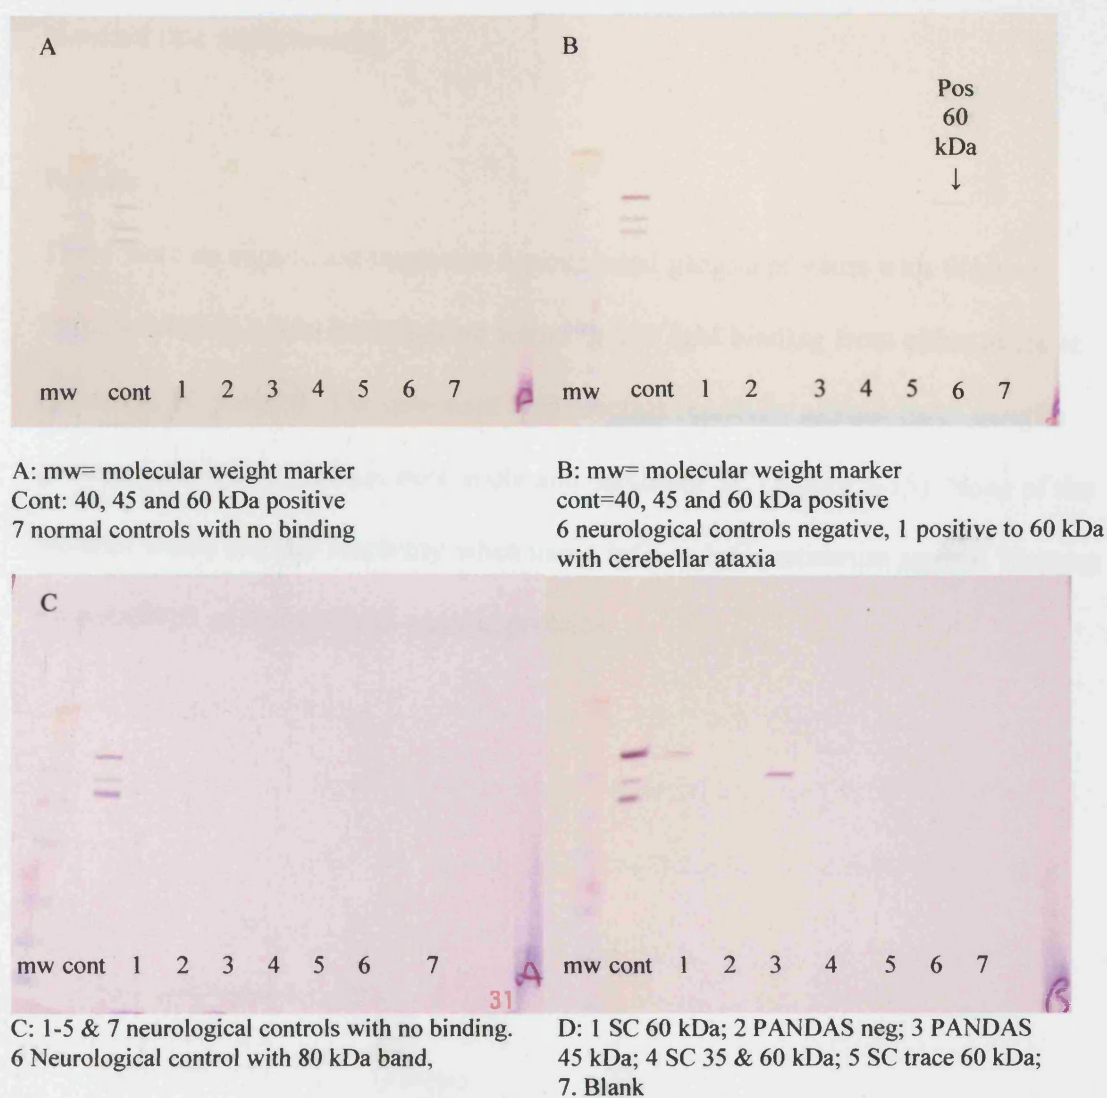 A
B
Pos
60
kDa
↓
mw cont 1 2 3 4 5 6 7
mw cont 1 2 3 4 5 6 7
A: mw= molecular weight marker
Cont: 40, 45 and 60 kDa positive
7 normal controls with no binding
B: mw= molecular weight marker
cont=40, 45 and 60 kDa positive
6 neurological controls negative, 1 positive to 60 kDa
with cerebellar ataxia
C
mw cont 1 2 3 4 5 6 7
A
31
mw cont 1 2 3 4 5 6 7
B
C: 1-5 & 7 neurological controls with no binding.
6 Neurological control with 80 kDa band,
D: 1 SC 60 kDa; 2 PANDAS neg; 3 PANDAS
45 kDa; 4 SC 35 & 60 kDa; 5 SC trace 60 kDa;
7. Blank